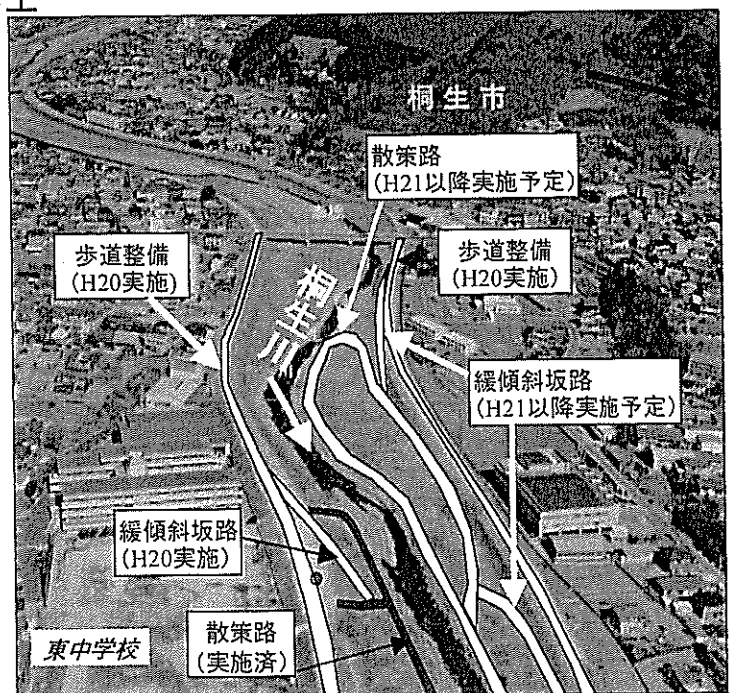 桐生市
散策路
(H21以降実施予定)
歩道整備
(H20実施)
歩道整備
(H20実施)
桐生川
緩傾斜坂路
(H21以降実施予定)
緩傾斜坂路
(H20実施)
散策路
(実施済)
東中学校